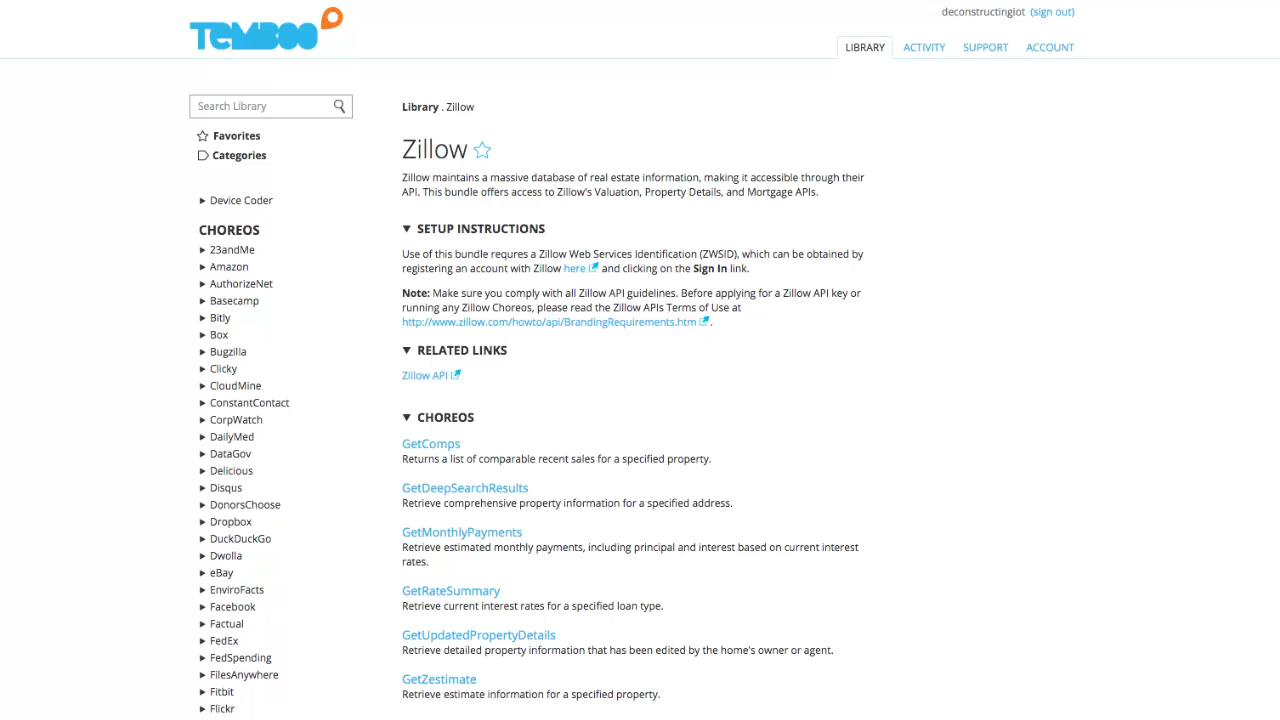 TEMBOO
deconstructingiot (sign out)
LIBRARY ACTIVITY SUPPORT ACCOUNT
Search Library
Favorites
Categories
Device Coder
CHOREOS
23andMe
Amazon
AuthorizeNet
Basecamp
Bitly
Box
Bugzilla
Clicky
CloudMine
ConstantContact
CorpWatch
DailyMed
DataGov
Delicious
Disqus
DonorsChoose
Dropbox
DuckDuckGo
Dwolla
eBay
EnviroFacts
Facebook
Factual
FedEx
FedSpending
FilesAnywhere
Fitbit
Flickr
Library . Zillow
Zillow
Zillow maintains a massive database of real estate information, making it accessible through their
API. This bundle offers access to Zillow's Valuation, Property Details, and Mortgage APIs.
SETUP INSTRUCTIONS
Use of this bundle requres a Zillow Web Services Identification (ZWSID), which can be obtained by
registering an account with Zillow here and clicking on the Sign In link.
Note: Make sure you comply with all Zillow API guidelines. Before applying for a Zillow API key or
running any Zillow Choreos, please read the Zillow APIs Terms of Use at
http://www.zillow.com/howto/api/BrandingRequirements.htm .
RELATED LINKS
Zillow API
CHOREOS
GetComps
Returns a list of comparable recent sales for a specified property.
GetDeepSearchResults
Retrieve comprehensive property information for a specified address.
GetMonthlyPayments
Retrieve estimated monthly payments, including principal and interest based on current interest
rates.
GetRateSummary
Retrieve current interest rates for a specified loan type.
GetUpdatedPropertyDetails
Retrieve detailed property information that has been edited by the home's owner or agent.
GetZestimate
Retrieve estimate information for a specified property.